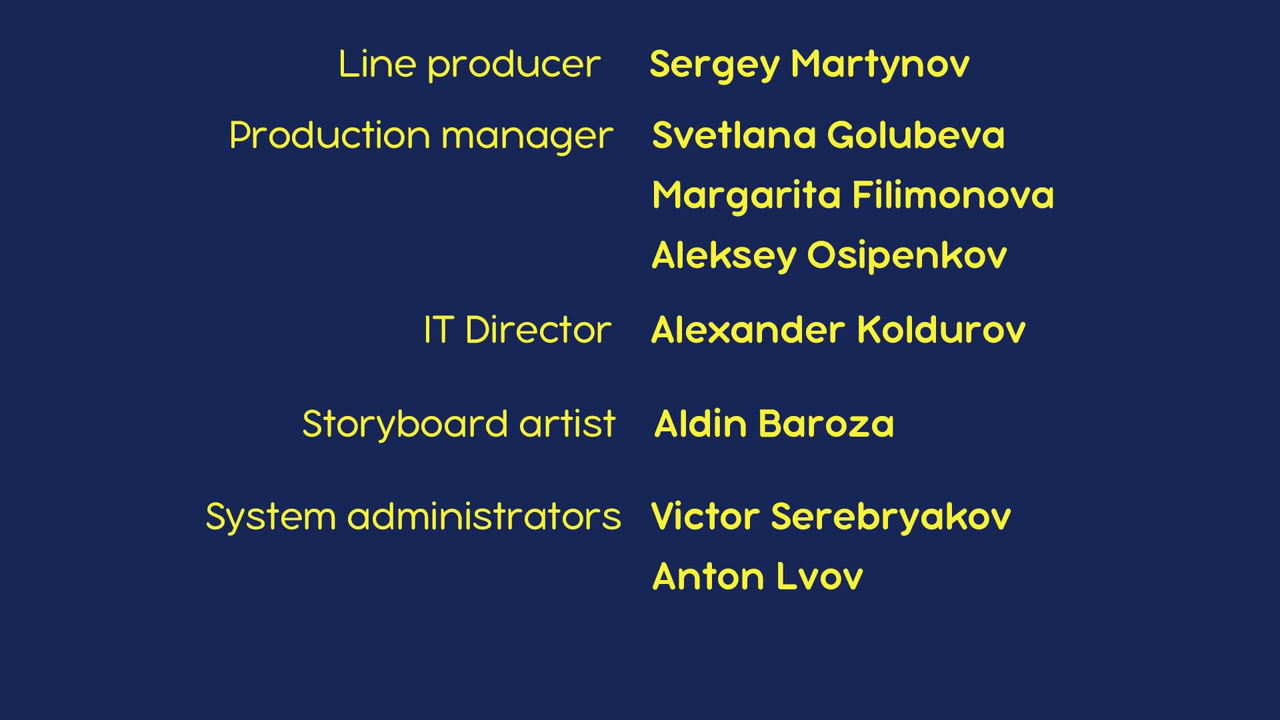 Line producer Sergey Martynov
Production manager Svetlana Golubeva
Margarita Filimonova
Aleksey Osipenkov
IT Director Alexander Koldurov
Storyboard artist Aldin Baroza
System administrators Victor Serebryakov
Anton Lvov